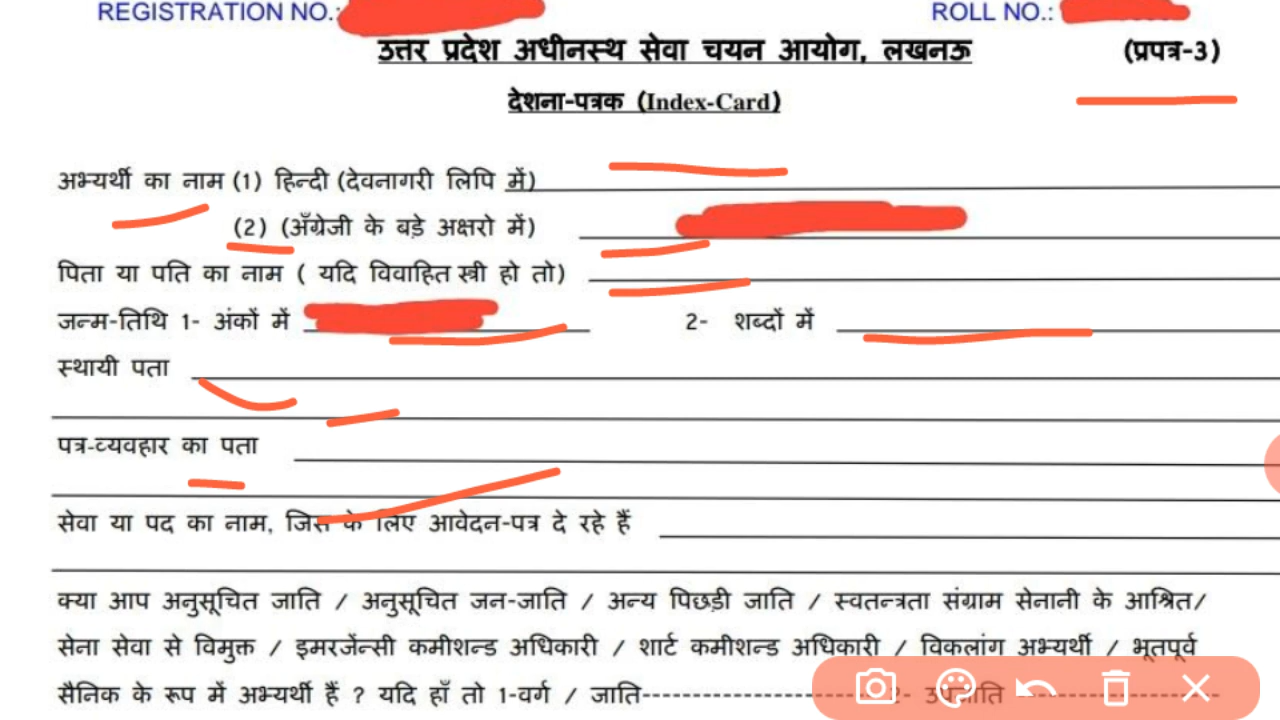 REGISTRATION NO.: ROLL NO.:
उत्तर प्रदेश अधीनस्थ सेवा चयन आयोग, लखनऊ (प्रपत्र-3)
देशना-पत्रक (Index-Card)
अभ्यर्थी का नाम (1) हिन्दी (देवनागरी लिपि में)
(2) (अँग्रेजी के बड़े अक्षरो में)
पिता या पति का नाम ( यदि विवाहित स्त्री हो तो)
जन्म-तिथि 1- अंकों में 2- शब्दों में
स्थायी पता
पत्र-व्यवहार का पता
सेवा या पद का नाम, जिस के लिए आवेदन-पत्र दे रहे हैं
क्या आप अनुसूचित जाति / अनुसूचित जन-जाति / अन्य पिछड़ी जाति / स्वतन्त्रता संग्राम सेनानी के आश्रित/
सेना सेवा से विमुक्त / इमरजेंन्सी कमीशन्ड अधिकारी / शार्ट कमीशन्ड अधिकारी / विकलांग अभ्यर्थी / भूतपूर्व
सैनिक के रूप में अभ्यर्थी हैं ? यदि हाँ तो 1-वर्ग / जाति----------------------- 2- उपजाति --------------------